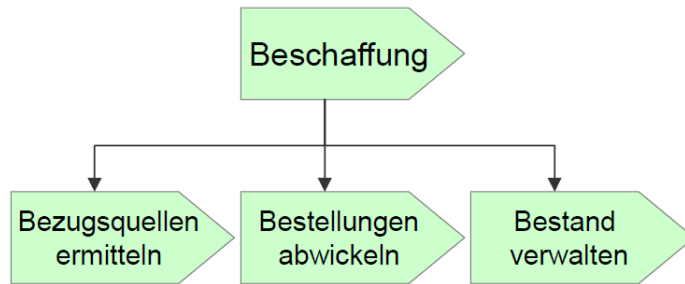 Beschaffung
Bezugsquellen
ermitteln
Bestellungen
abwickeln
Bestand
verwalten